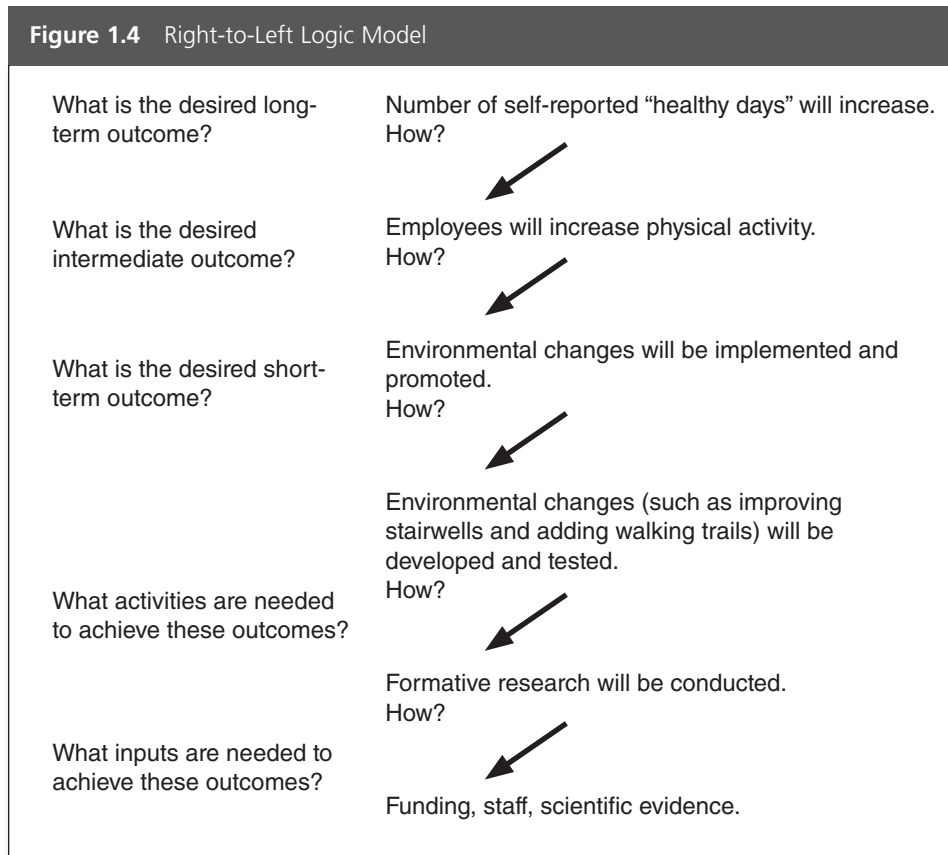 Figure 1.4 Right-to-Left Logic Model
What is the desired long-
term outcome?
Number of self-reported “healthy days” will increase.
How?
What is the desired
intermediate outcome?
Employees will increase physical activity.
How?
What is the desired short-
term outcome?
Environmental changes will be implemented and
promoted.
How?
Environmental changes (such as improving
stairwells and adding walking trails) will be
developed and tested.
How?
What activities are needed
to achieve these outcomes?
Formative research will be conducted.
How?
What inputs are needed to
achieve these outcomes?
Funding, staff, scientific evidence.